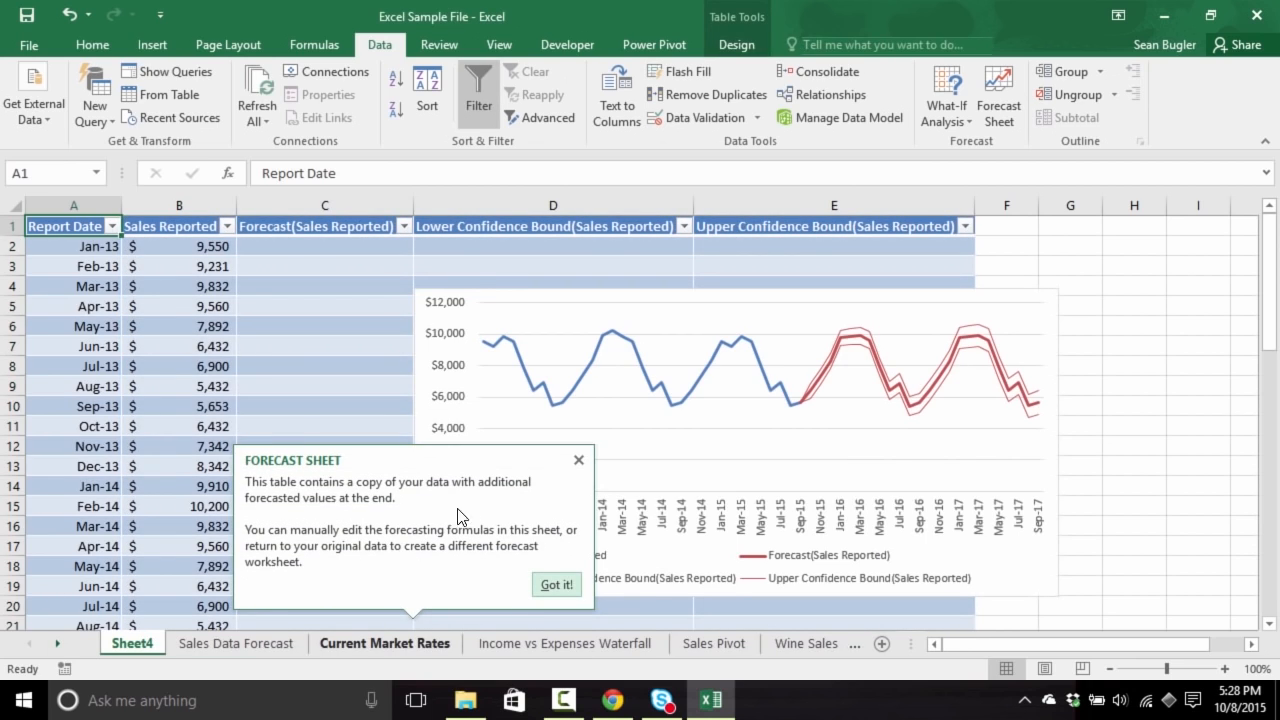 Excel Sample File - Excel
Table Tools
File Home Insert Page Layout Formulas Data Review View Developer Power Pivot Design Tell me what you want to do... Sean Bugler Share
Get External Data
New Query
Show Queries
From Table
Recent Sources
Get & Transform
Refresh All
Connections
Properties
Edit Links
Connections
Sort
Filter
Clear
Reapply
Advanced
Sort & Filter
Text to Columns
Flash Fill
Remove Duplicates
Data Validation
Consolidate
Relationships
Manage Data Model
Data Tools
What-If Analysis
Forecast Sheet
Forecast
Group
Ungroup
Subtotal
Outline
A1 fx Report Date
A B C D E F G H I
1 Report Date Sales Reported Forecast(Sales Reported) Lower Confidence Bound(Sales Reported) Upper Confidence Bound(Sales Reported)
2 Jan-13 $ 9,550
3 Feb-13 $ 9,231
4 Mar-13 $ 9,832
5 Apr-13 $ 9,560
6 May-13 $ 7,892
7 Jun-13 $ 6,432
8 Jul-13 $ 6,900
9 Aug-13 $ 5,432
10 Sep-13 $ 5,653
11 Oct-13 $ 6,432
12 Nov-13 $ 7,342
13 Dec-13 $ 8,342
14 Jan-14 $ 9,910
15 Feb-14 $ 10,200
16 Mar-14 $ 9,832
17 Apr-14 $ 9,560
18 May-14 $ 7,892
19 Jun-14 $ 6,432
20 Jul-14 $ 6,900
21 Aug-14 $ 5,432
$12,000
$10,000
$8,000
$6,000
$4,000
Jan-14 Mar-14 May-14 Jul-14 Sep-14 Nov-14 Jan-15 Mar-15 May-15 Jul-15 Sep-15 Nov-15 Jan-16 Mar-16 May-16 Jul-16 Sep-16 Nov-16 Jan-17 Mar-17 May-17 Jul-17 Sep-17
ed Forecast(Sales Reported)
dence Bound(Sales Reported) Upper Confidence Bound(Sales Reported)
FORECAST SHEET
This table contains a copy of your data with additional
forecasted values at the end.
You can manually edit the forecasting formulas in this sheet, or
return to your original data to create a different forecast
worksheet.
Got it!
Sheet4 Sales Data Forecast Current Market Rates Income vs Expenses Waterfall Sales Pivot Wine Sales ...
Ready 100%
Ask me anything
5:28 PM
10/8/2015